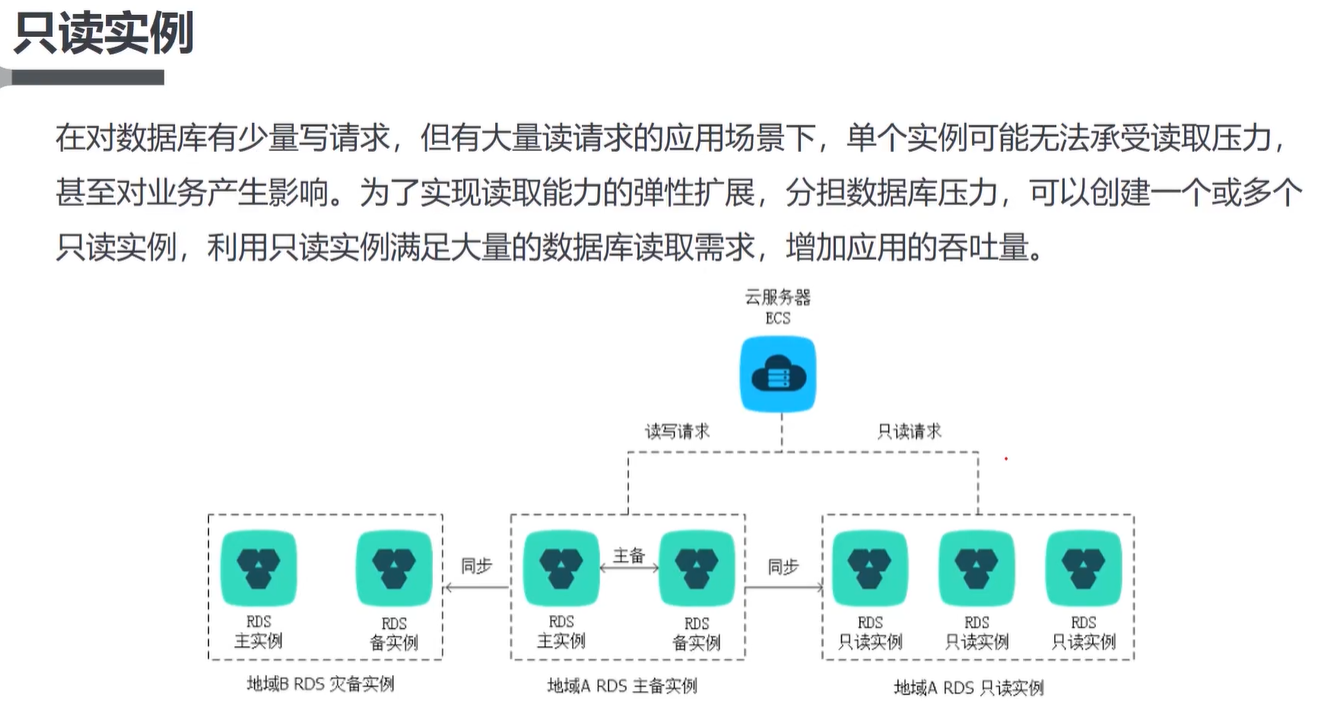 只读实例
在对数据库有少量写请求，但有大量读请求的应用场景下，单个实例可能无法承受读取压力，
甚至对业务产生影响。为了实现读取能力的弹性扩展，分担数据库压力，可以创建一个或多个
只读实例，利用只读实例满足大量的数据库读取需求，增加应用的吞吐量。
云服务器
ECS
读写请求
只读请求
RDS
主实例
RDS
备实例
地域B RDS 灾备实例
同步
RDS
主实例
主备
RDS
备实例
地域A RDS 主备实例
同步
RDS
只读实例
RDS
只读实例
RDS
只读实例
地域A RDS 只读实例